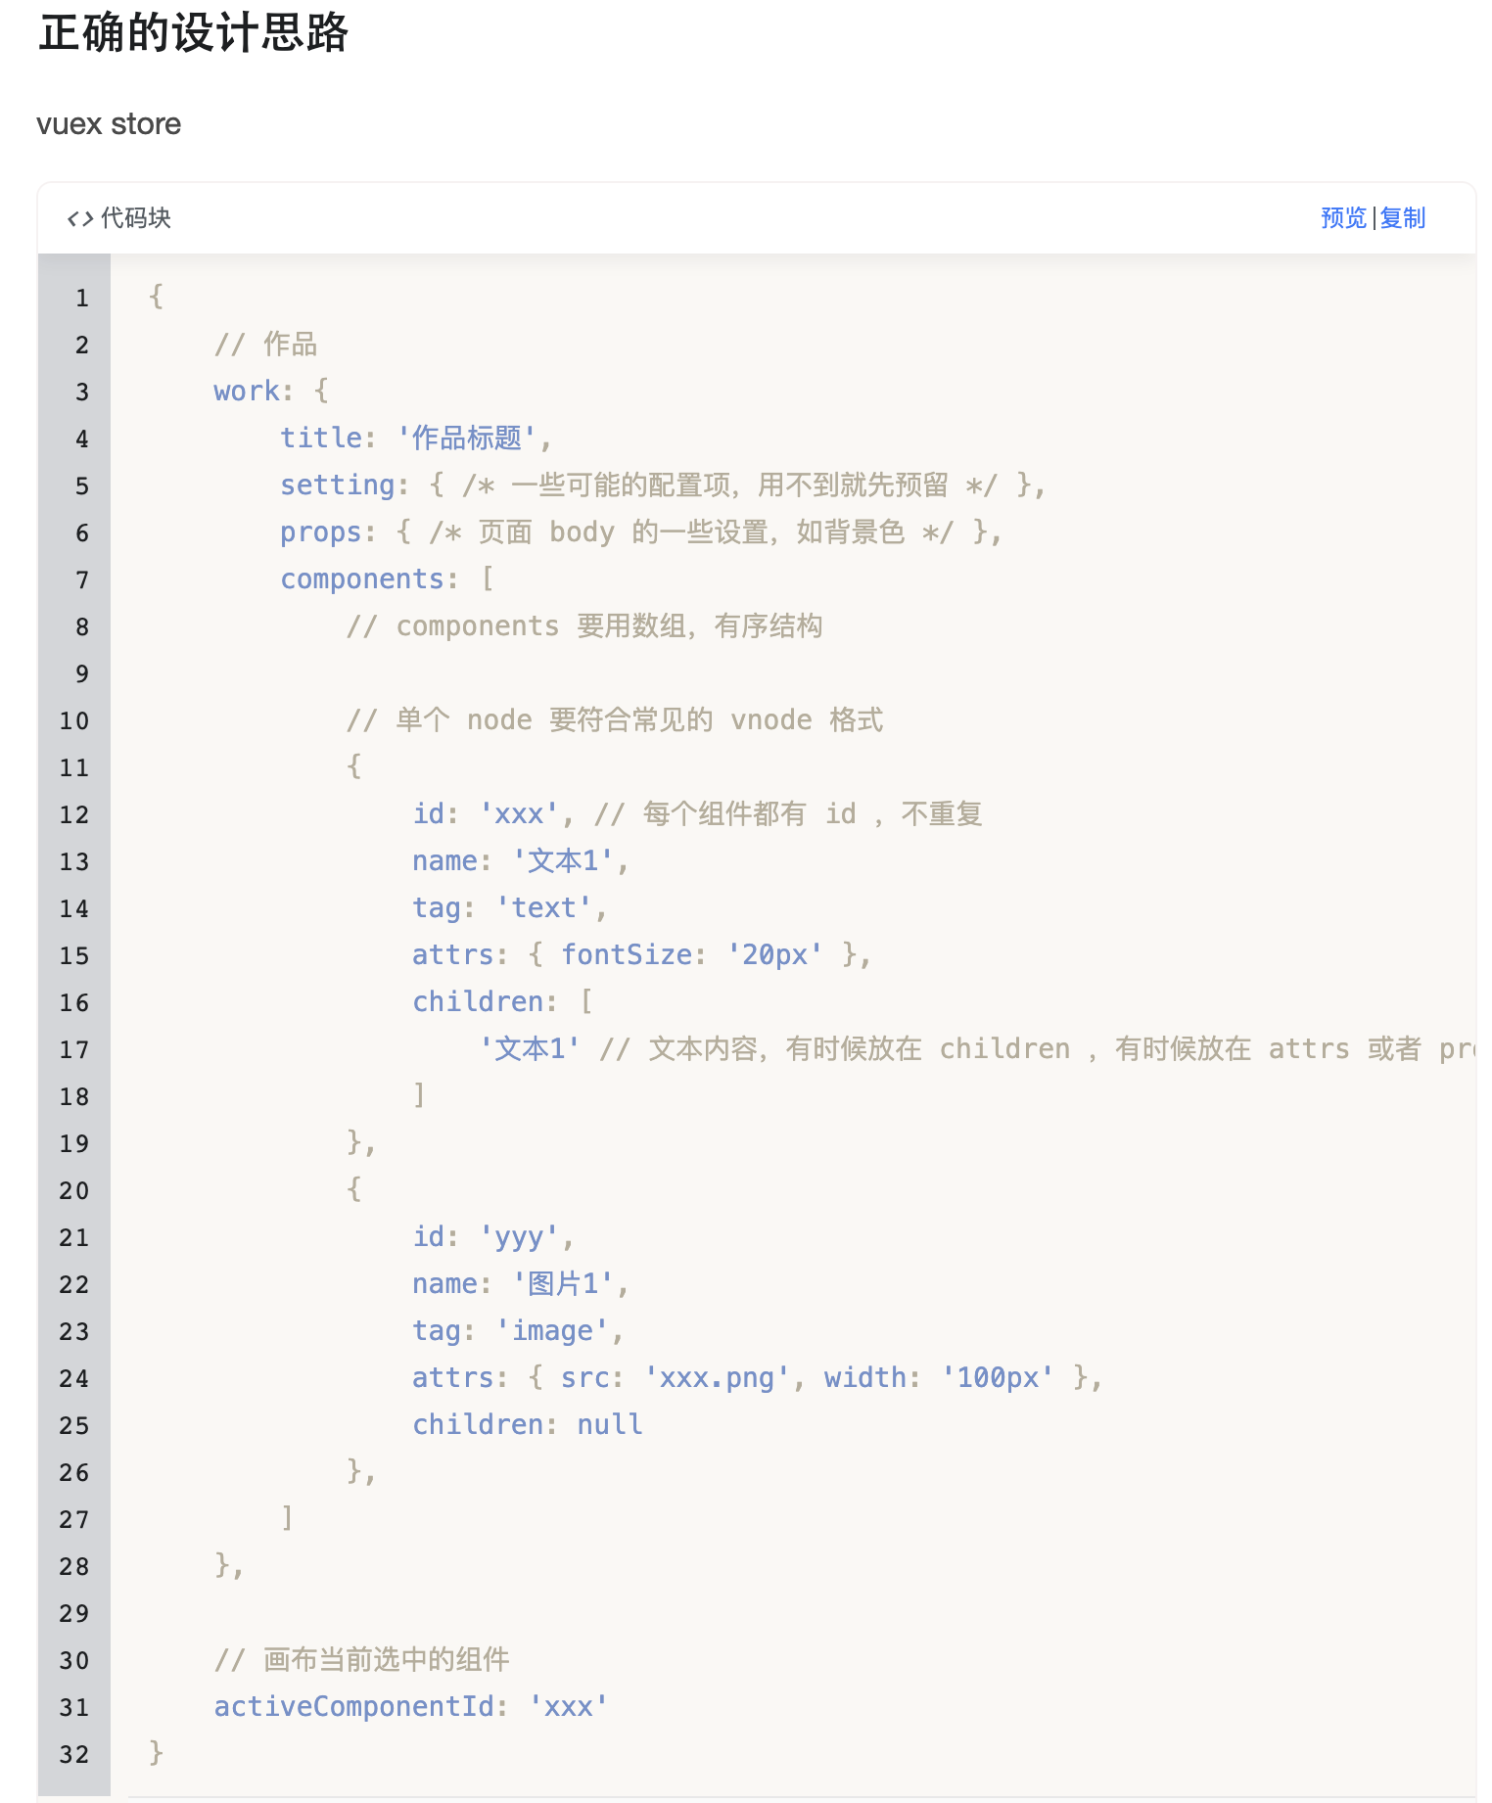 正确的设计思路
vuex store
<> 代码块
预览|复制
1 {
2 // 作品
3 work: {
4 title: '作品标题',
5 setting: { /* 一些可能的配置项，用不到就先预留 */ },
6 props: { /* 页面 body 的一些设置，如背景色 */ },
7 components: [
8 // components 要用数组，有序结构
9
10 // 单个 node 要符合常见的 vnode 格式
11 {
12 id: 'xxx', // 每个组件都有 id ，不重复
13 name: '文本1',
14 tag: 'text',
15 attrs: { fontSize: '20px' },
16 children: [
17 '文本1' // 文本内容，有时候放在 children ，有时候放在 attrs 或者
18 ]
19 },
20 {
21 id: 'yyy',
22 name: '图片1',
23 tag: 'image',
24 attrs: { src: 'xxx.png', width: '100px' },
25 children: null
26 },
27 ]
28 },
29
30 // 画布当前选中的组件
31 activeComponentId: 'xxx'
32 }